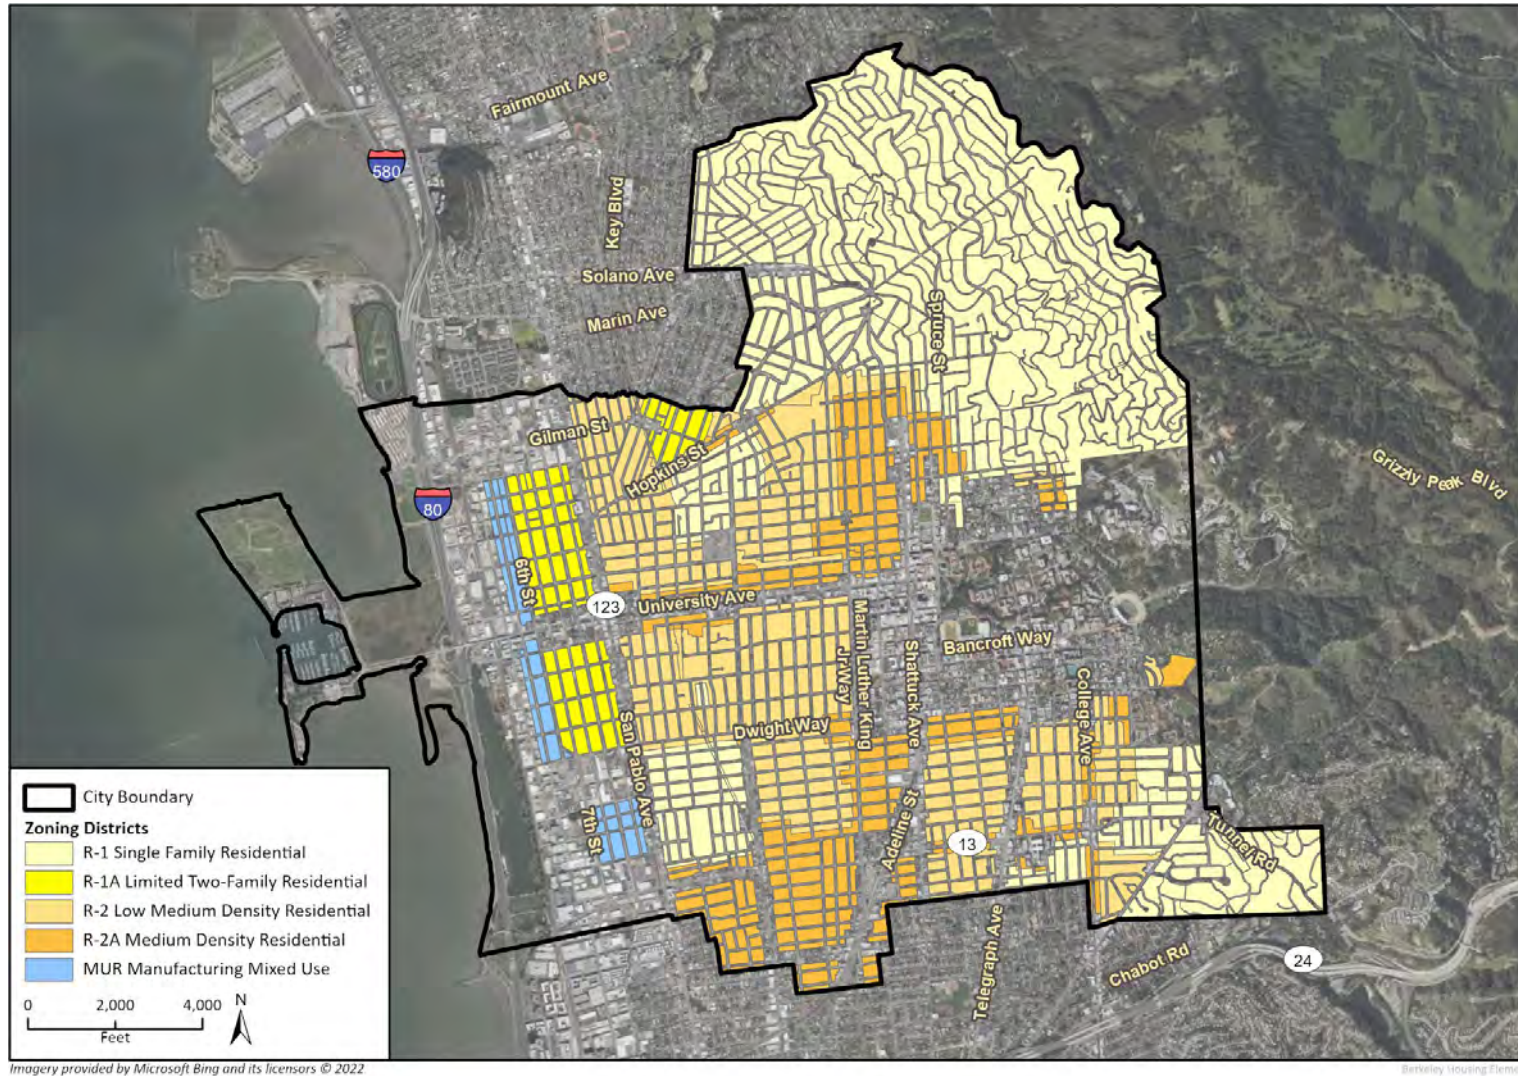 Fairmount Ave
580
Key Blvd
Solano Ave
Marin Ave
Spruce St
Gilman St
Hopkins St
Grizzly Peak Blvd
80
6th St
123
University Ave
Martin Luther King
Jr Way
Shattuck Ave
Bancroft Way
College Ave
San Pablo Ave
Dwight Way
7th St
Adeline St
13
Tunnel Rd
Telegraph Ave
Chabot Rd
24
City Boundary
Zoning Districts
R-1 Single Family Residential
R-1A Limited Two-Family Residential
R-2 Low Medium Density Residential
R-2A Medium Density Residential
MUR Manufacturing Mixed Use
0 2,000 4,000 N
Feet
Imagery provided by Microsoft Bing and its licensors © 2022
Berkeley Housing Eleme